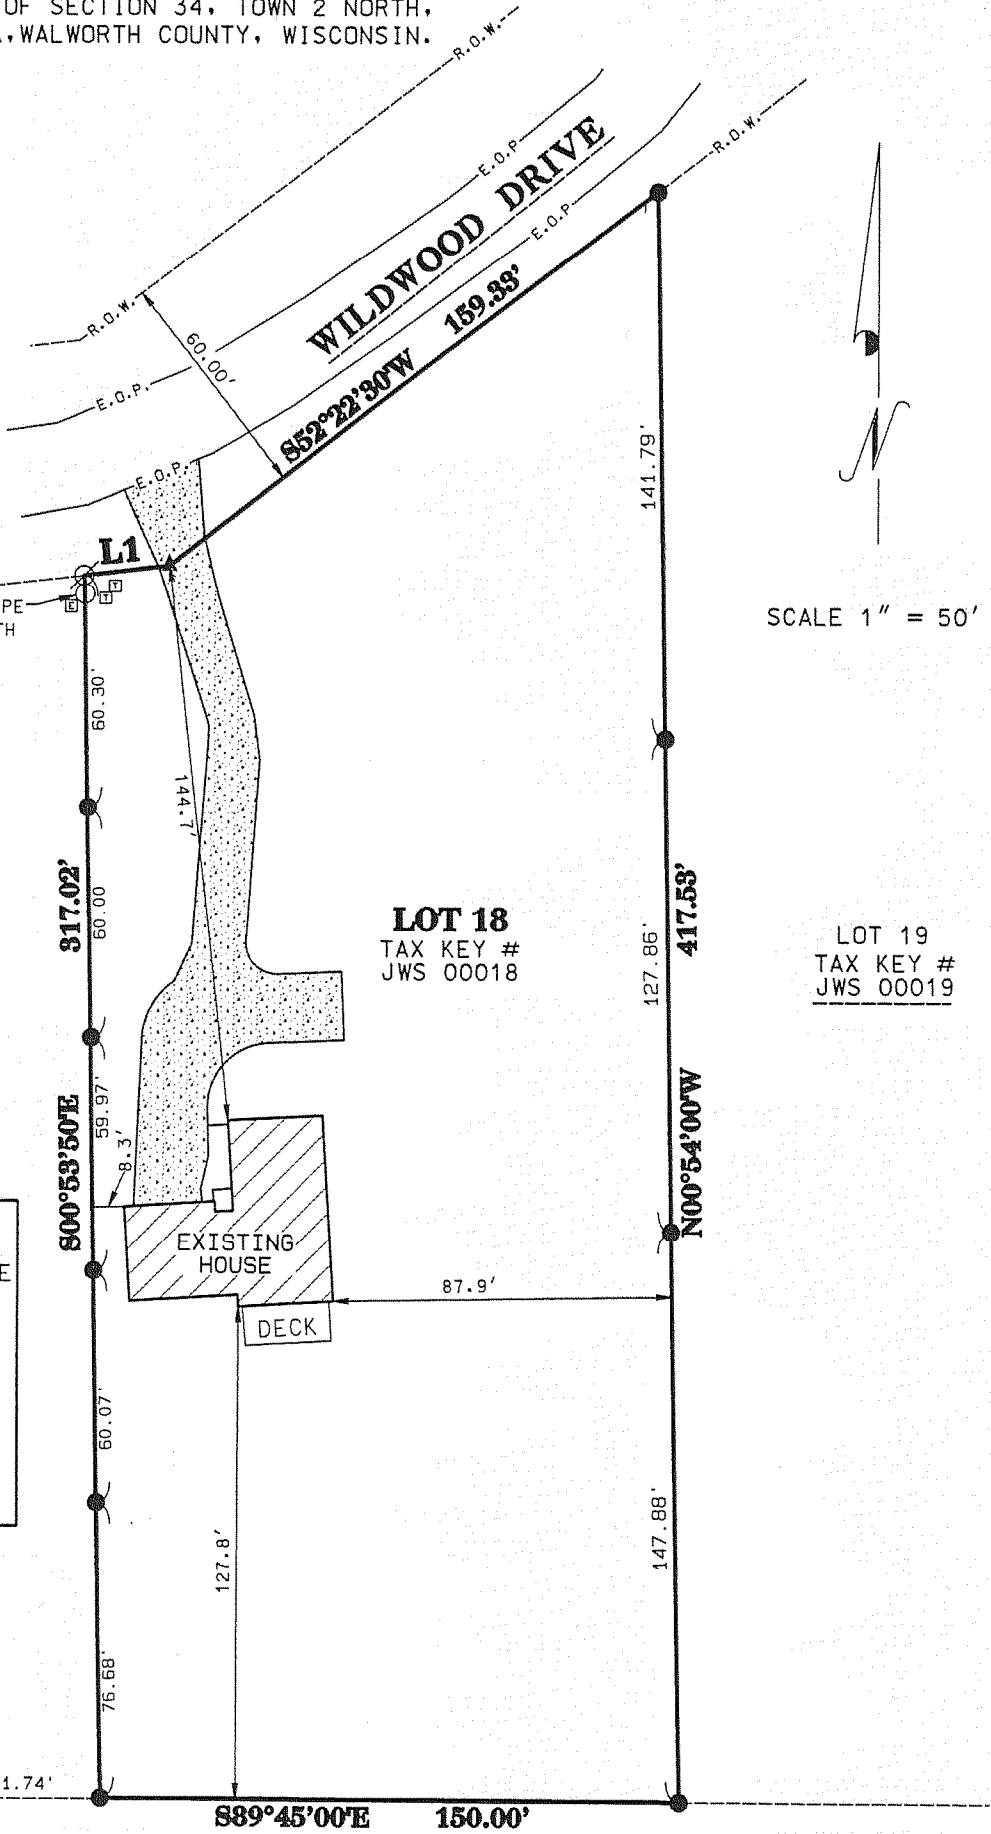 OF SECTION 34, TOWN 2 NORTH,
WALWORTH COUNTY, WISCONSIN.
R.O.W.
R.O.W.
E.O.P
WILDWOOD DRIVE
E.O.P
R.O.W.
60.00'
S52°22'30"W 159.33'
E.O.P.
E.O.P.
141.79'
N
L1
T
T
E
PE
TH
SCALE 1" = 50'
60.30'
144.7'
317.02'
60.00
LOT 18
TAX KEY #
JWS 00018
127.86'
417.53'
LOT 19
TAX KEY #
JWS 00019
S00°53'50"E
59.97'
8.3'
N00°54'00"W
EXISTING
HOUSE
E
87.9'
DECK
60.07'
127.8'
147.88'
76.68'
1.74'
S89°45'00"E 150.00'